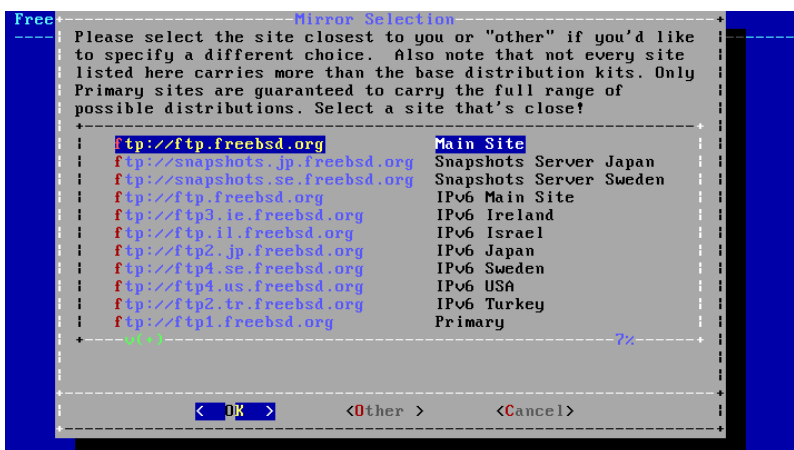 Free
Mirror Selection
Please select the site closest to you or "other" if you'd like
to specify a different choice.  Also note that not every site
listed here carries more than the base distribution kits. Only
Primary sites are guaranteed to carry the full range of
possible distributions. Select a site that's close!
ftp://ftp.freebsd.org Main Site
ftp://snapshots.jp.freebsd.org Snapshots Server Japan
ftp://snapshots.se.freebsd.org Snapshots Server Sweden
ftp://ftp.freebsd.org IPv6 Main Site
ftp://ftp3.ie.freebsd.org IPv6 Ireland
ftp://ftp.il.freebsd.org IPv6 Israel
ftp://ftp2.jp.freebsd.org IPv6 Japan
ftp://ftp4.se.freebsd.org IPv6 Sweden
ftp://ftp4.us.freebsd.org IPv6 USA
ftp://ftp2.tr.freebsd.org IPv6 Turkey
ftp://ftp1.freebsd.org Primary
v(+) 7%
<  OK  > <Other > <Cancel>